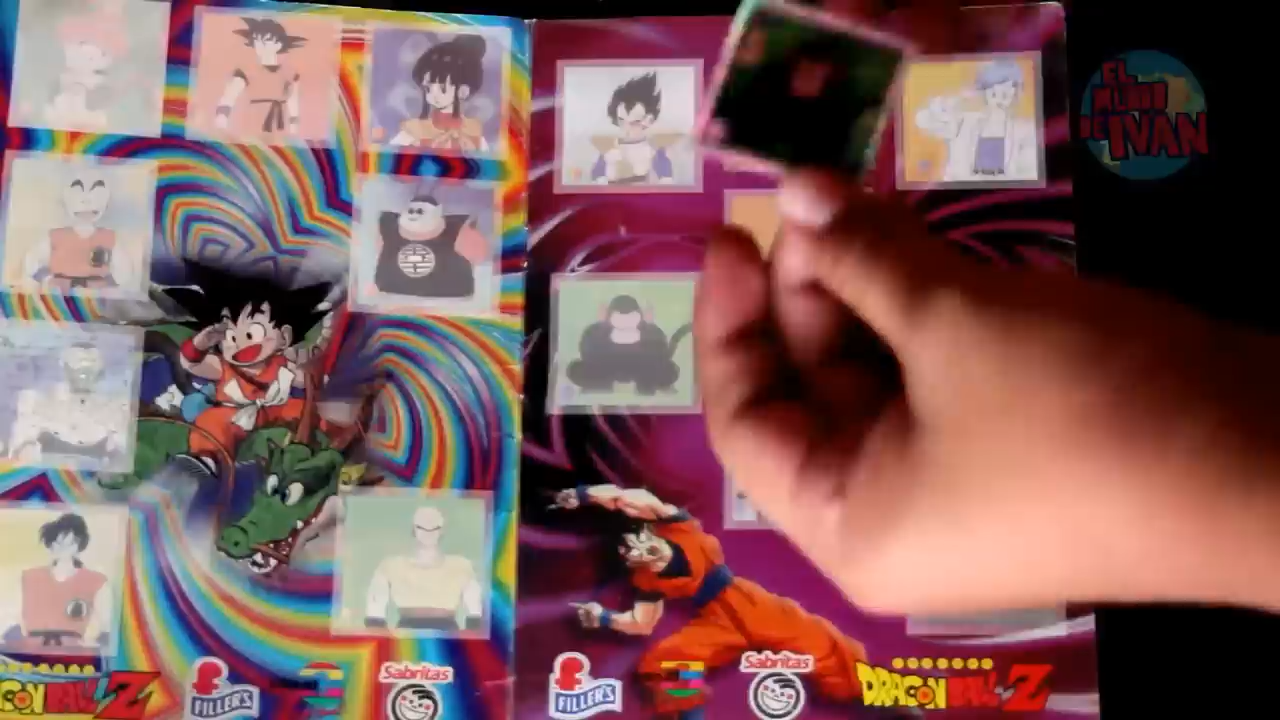 EL
MUNDO
DE IVAN
DRAGON BALL Z
FILLER'S
Sabritas
FILLER'S
Sabritas
DRAGON BALL Z